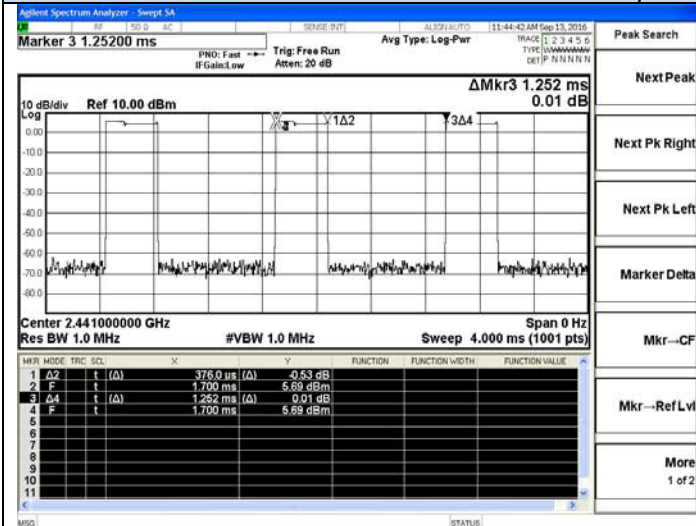 Agilent Spectrum Analyzer - Swept SA
RF 50 Ω AC SENSE:INT ALIGN AUTO 11:44:42 AM Sep 13, 2016
Marker 3 1.25200 ms
PNO: Fast Trig: Free Run
IFGain:Low Atten: 20 dB
Avg Type: Log-Pwr
TRACE 1 2 3 4 5 6
TYPE WWWWWW
DET P N N N N N
Peak Search
Next Peak
Next Pk Right
Next Pk Left
Marker Delta
Mkr→CF
Mkr→Ref Lvl
More
1 of 2
ΔMkr3 1.252 ms
0.01 dB
10 dB/div Ref 10.00 dBm
Log
1Δ2 3Δ4
0.00
-10.0
-20.0
-30.0
-40.0
-50.0
-60.0
-70.0
-80.0
Center 2.441000000 GHz Span 0 Hz
Res BW 1.0 MHz #VBW 1.0 MHz Sweep 4.000 ms (1001 pts)
MKR MODE TRC SCL X Y FUNCTION FUNCTION WIDTH FUNCTION VALUE
1 Δ2 t (Δ) 376.0 µs (Δ) -0.53 dB
2 F t 1.700 ms 5.69 dBm
3 Δ4 t (Δ) 1.252 ms (Δ) 0.01 dB
4 F t 1.700 ms 5.69 dBm
5
6
7
8
9
10
11
MSG STATUS